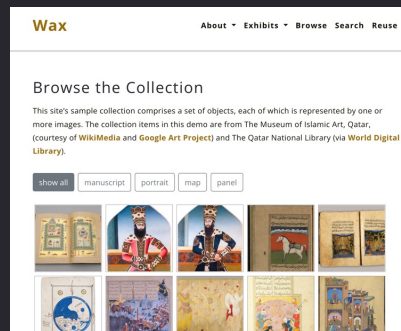 Wax
About Exhibits Browse Search Reuse
Browse the Collection
This site's sample collection comprises a set of objects, each of which is represented by one or
more images. The collection items in this demo are from The Museum of Islamic Art, Qatar,
(courtesy of WikiMedia and Google Art Project) and The Qatar National Library (via World Digital
Library).
show all manuscript portrait map panel